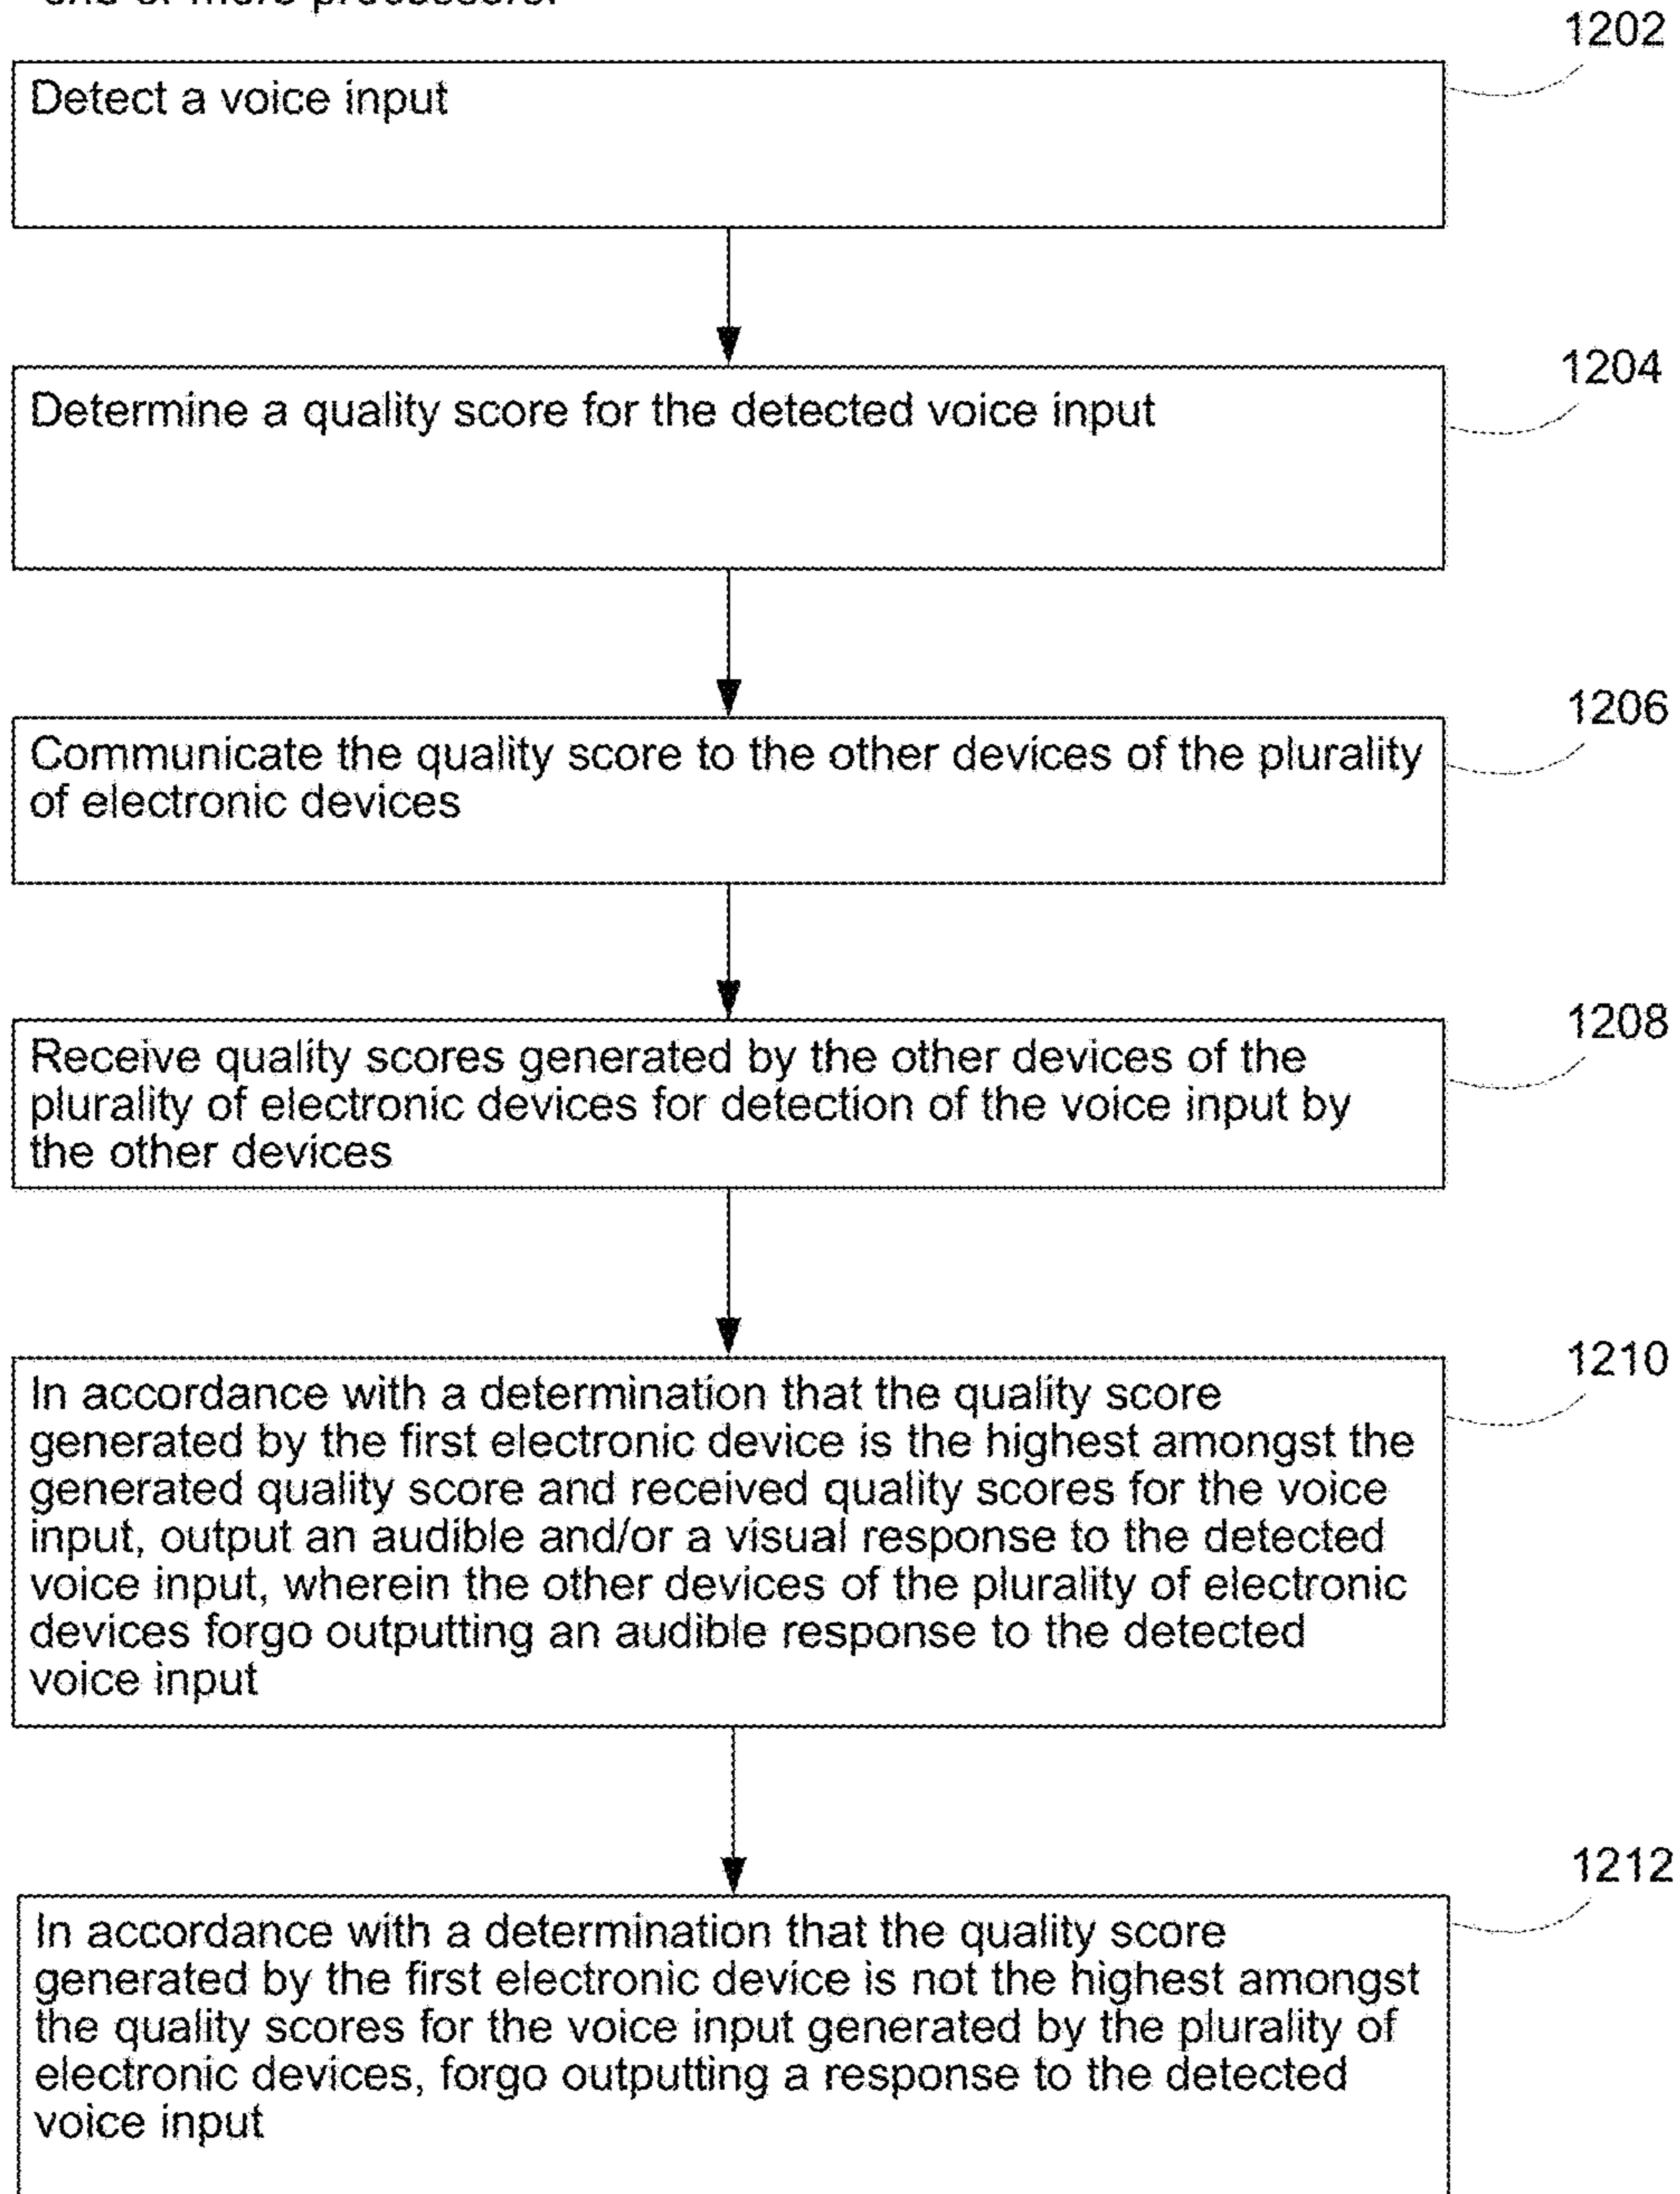 one or more processors.
1202
Detect a voice input
1204
Determine a quality score for the detected voice input
1206
Communicate the quality score to the other devices of the plurality
of electronic devices
1208
Receive quality scores generated by the other devices of the
plurality of electronic devices for detection of the voice input by
the other devices
1210
In accordance with a determination that the quality score
generated by the first electronic device is the highest amongst the
generated quality score and received quality scores for the voice
input, output an audible and/or a visual response to the detected
voice input, wherein the other devices of the plurality of electronic
devices forgo outputting an audible response to the detected
voice input
1212
In accordance with a determination that the quality score
generated by the first electronic device is not the highest amongst
the quality scores for the voice input generated by the plurality of
electronic devices, forgo outputting a response to the detected
voice input